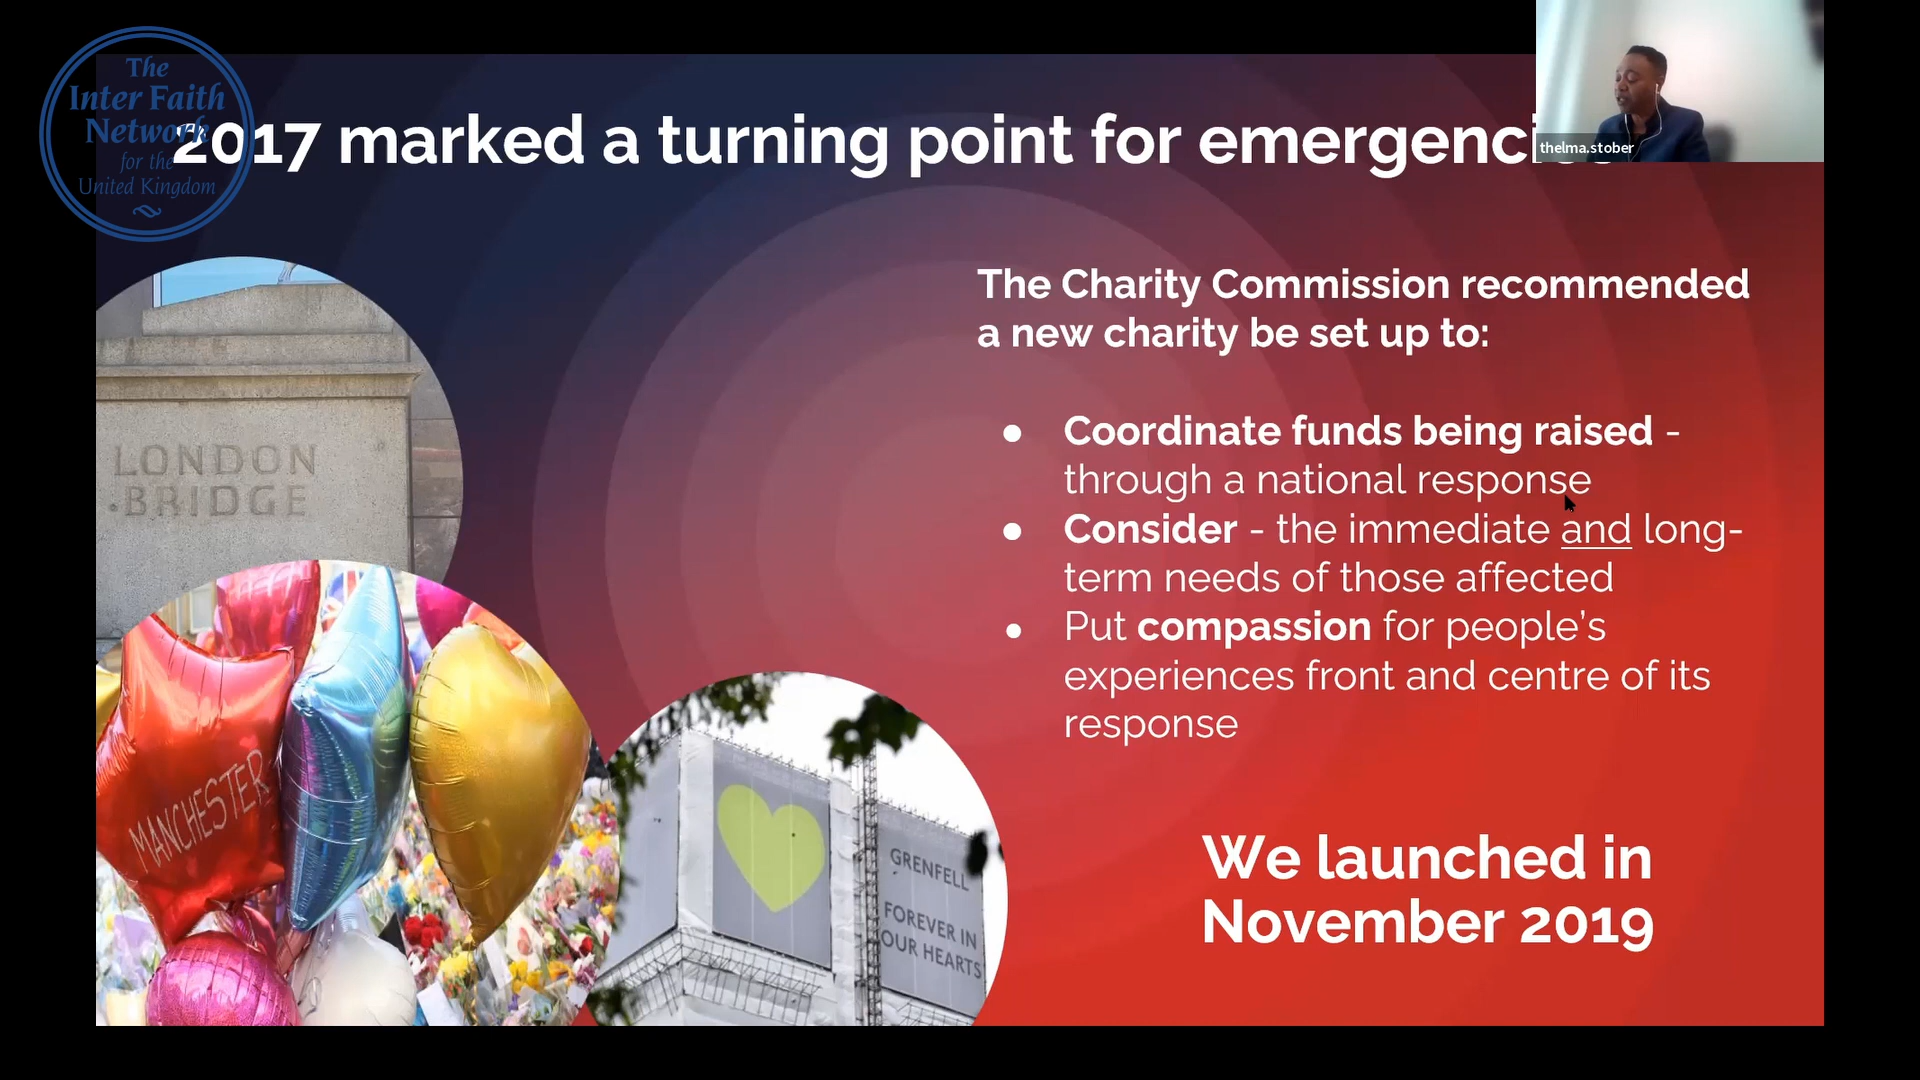 The
Inter Faith
Network
for the
United Kingdom
2017 marked a turning point for emergenci
thelma.stober
The Charity Commission recommended
a new charity be set up to:
● Coordinate funds being raised -
through a national response
● Consider - the immediate and long-
term needs of those affected
● Put compassion for people's
experiences front and centre of its
response
We launched in
November 2019
LONDON
BRIDGE
MANCHESTER
GRENFELL
FOREVER IN
OUR HEARTS